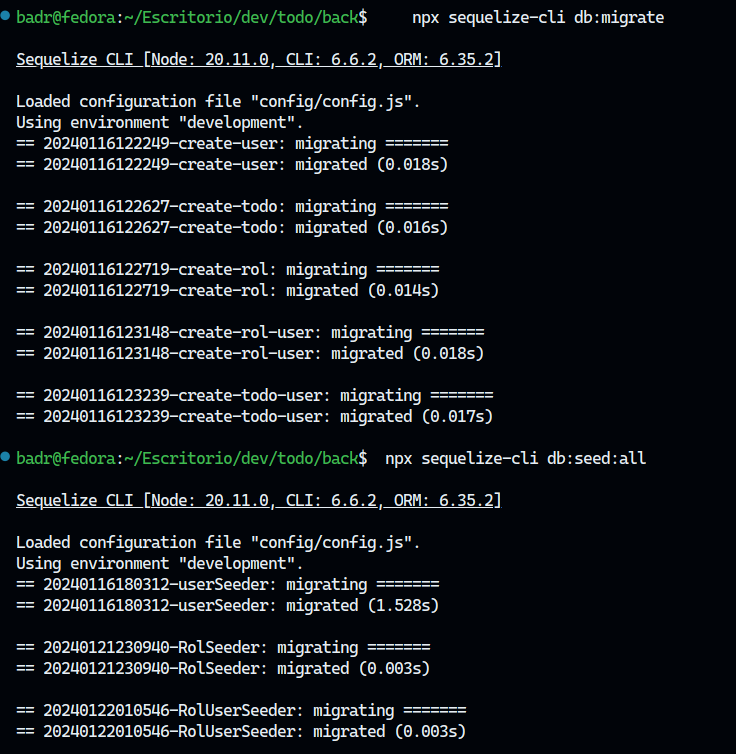 badr@fedora:~/Escritorio/dev/todo/back$     npx sequelize-cli db:migrate
Sequelize CLI [Node: 20.11.0, CLI: 6.6.2, ORM: 6.35.2]
Loaded configuration file "config/config.js".
Using environment "development".
== 20240116122249-create-user: migrating =======
== 20240116122249-create-user: migrated (0.018s)
== 20240116122627-create-todo: migrating =======
== 20240116122627-create-todo: migrated (0.016s)
== 20240116122719-create-rol: migrating =======
== 20240116122719-create-rol: migrated (0.014s)
== 20240116123148-create-rol-user: migrating =======
== 20240116123148-create-rol-user: migrated (0.018s)
== 20240116123239-create-todo-user: migrating =======
== 20240116123239-create-todo-user: migrated (0.017s)
badr@fedora:~/Escritorio/dev/todo/back$  npx sequelize-cli db:seed:all
Sequelize CLI [Node: 20.11.0, CLI: 6.6.2, ORM: 6.35.2]
Loaded configuration file "config/config.js".
Using environment "development".
== 20240116180312-userSeeder: migrating =======
== 20240116180312-userSeeder: migrated (1.528s)
== 20240121230940-RolSeeder: migrating =======
== 20240121230940-RolSeeder: migrated (0.003s)
== 20240122010546-RolUserSeeder: migrating =======
== 20240122010546-RolUserSeeder: migrated (0.003s)